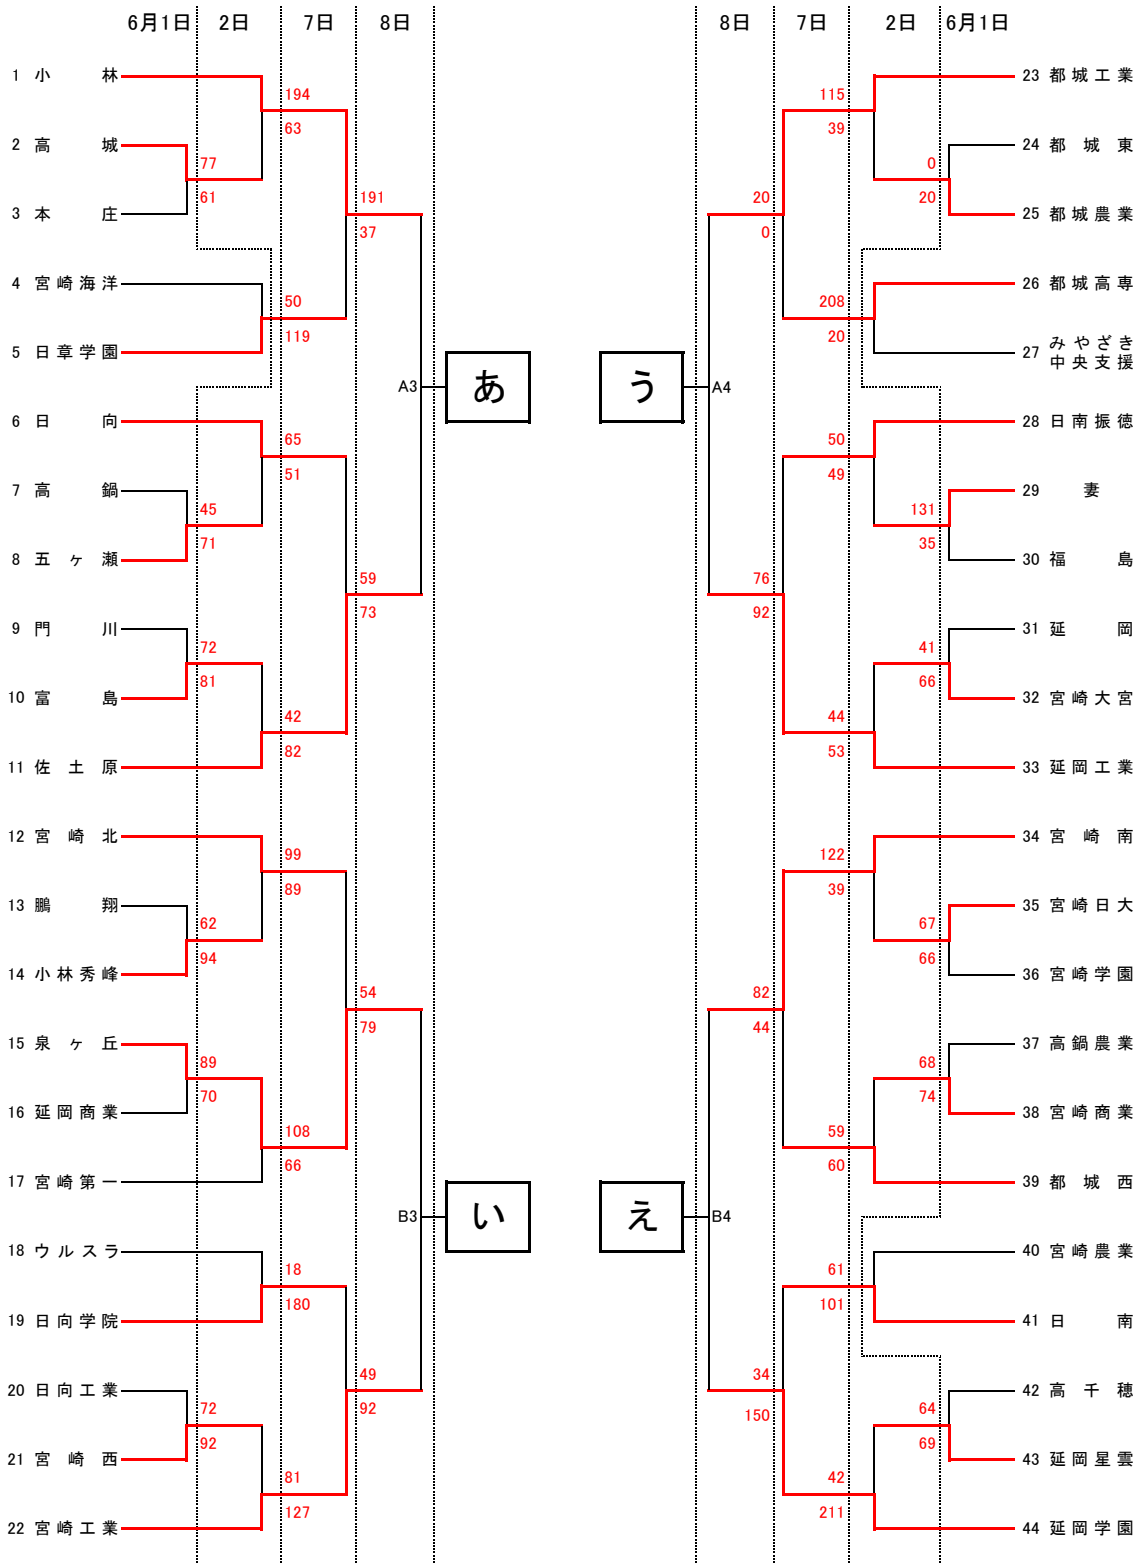 6月1日 2日 7日 8日
8日 7日 2日 6月1日
1 小林
194
63
2 高城
77
61
3 本庄
191
37
4 宮崎海洋
50
119
5 日章学園
A3 あ
6 日向
65
51
7 高鍋
45
71
8 五ヶ瀬
59
73
9 門川
72
81
10 富島
42
82
11 佐土原
12 宮崎北
99
89
13 鵬翔
62
94
14 小林秀峰
54
79
15 泉ヶ丘
89
70
16 延岡商業
108
66
17 宮崎第一
B3 い
18 ウルスラ
18
180
19 日向学院
49
92
20 日向工業
72
92
21 宮崎西
81
127
22 宮崎工業
23 都城工業
115
39
24 都城東
0
20
25 都城農業
20
0
26 都城高専
208
20
27 みやざき
中央支援
う A4
28 日南振徳
50
49
29 妻
131
35
30 福島
76
92
31 延岡
41
66
32 宮崎大宮
44
53
33 延岡工業
34 宮崎南
122
39
35 宮崎日大
67
66
36 宮崎学園
82
44
37 高鍋農業
68
74
38 宮崎商業
59
60
39 都城西
え B4
40 宮崎農業
61
101
41 日南
34
150
42 高千穂
64
69
43 延岡星雲
42
211
44 延岡学園